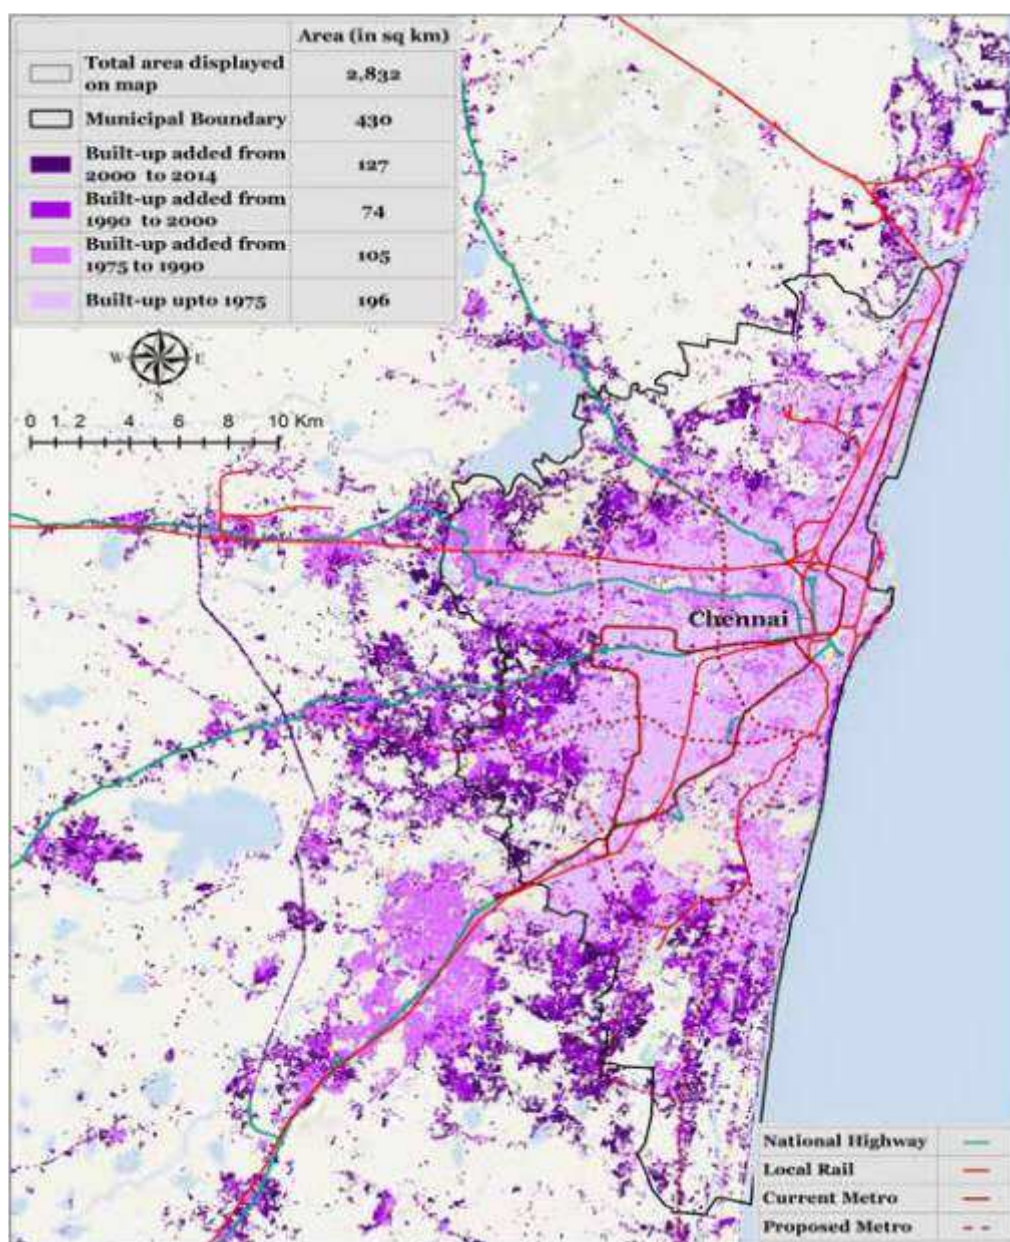 Area (in sq km)
Total area displayed
on map
2,832
Municipal Boundary
430
Built-up added from
2000 to 2014
127
Built-up added from
1990 to 2000
74
Built-up added from
1975 to 1990
105
Built-up upto 1975
196
W
E
S
0 1 2 4 6 8 10 Km
Chennai
National Highway
Local Rail
Current Metro
Proposed Metro